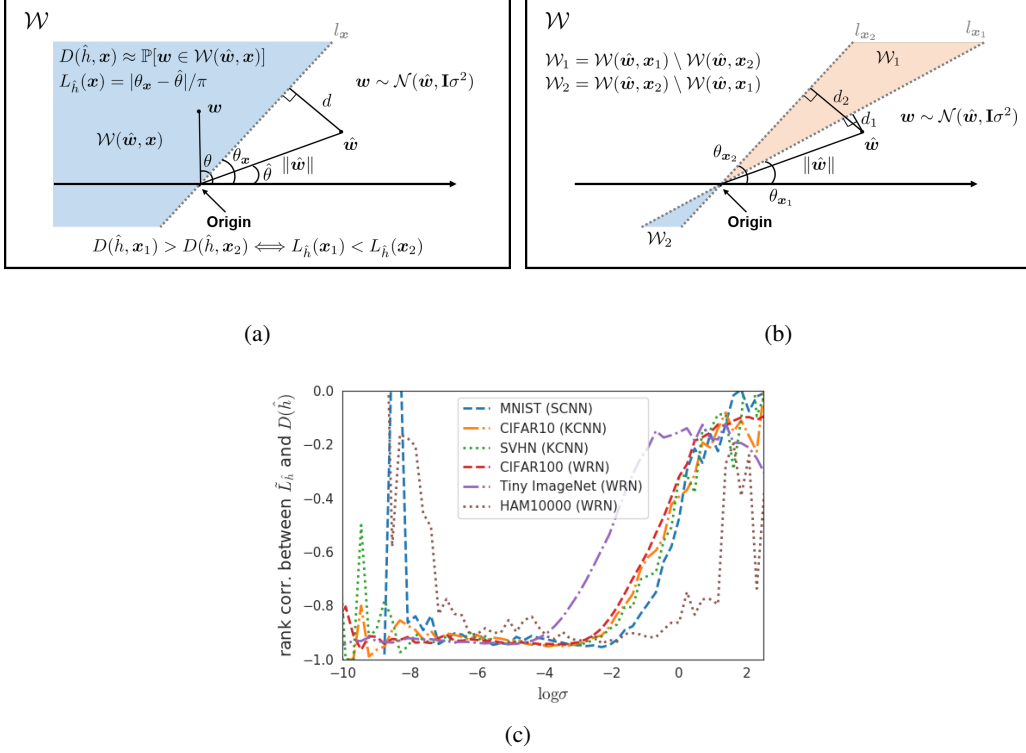 𝒲
l_x
D(ĥ, x) ≈ ℙ[w ∈ 𝒲(ŵ, x)]
L_ĥ(x) = |θ_x − θ̂|/π
w ∼ 𝒩(ŵ, Iσ²)
w
d
𝒲(ŵ, x)
ŵ
θ
θ_x
θ̂
‖ŵ‖
Origin
D(ĥ, x₁) > D(ĥ, x₂) ⟺ L_ĥ(x₁) < L_ĥ(x₂)
(a)
𝒲
l_x₂
l_x₁
𝒲₁ = 𝒲(ŵ, x₁) \ 𝒲(ŵ, x₂)
𝒲₂ = 𝒲(ŵ, x₂) \ 𝒲(ŵ, x₁)
𝒲₁
d₂
d₁
w ∼ 𝒩(ŵ, Iσ²)
ŵ
θ_x₂
‖ŵ‖
θ_x₁
Origin
𝒲₂
(b)
rank corr. between L̃_ĥ and D(ĥ)
0.0
−0.2
−0.4
−0.6
−0.8
−1.0
MNIST (SCNN)
CIFAR10 (KCNN)
SVHN (KCNN)
CIFAR100 (WRN)
Tiny ImageNet (WRN)
HAM10000 (WRN)
−10
−8
−6
−4
−2
0
2
logσ
(c)